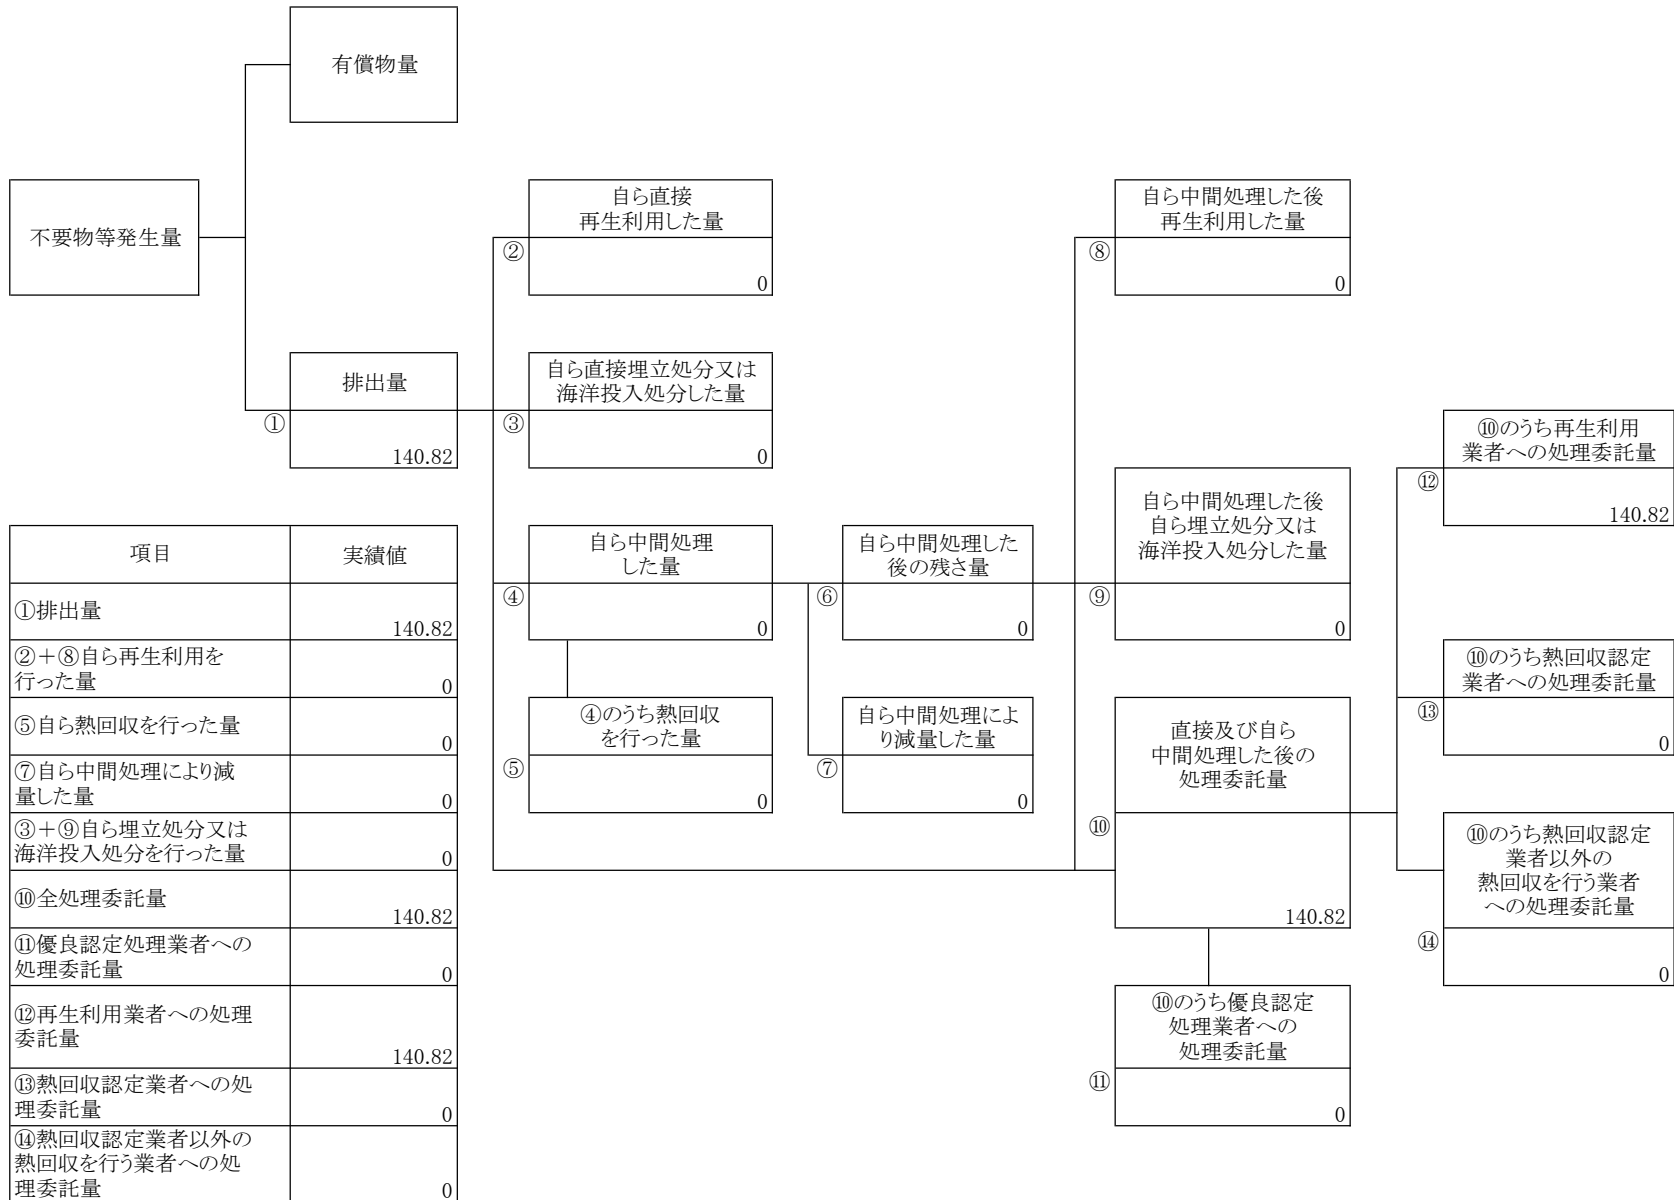 有償物量
不要物等発生量
自ら直接
再生利用した量
②
0
自ら中間処理した後
再生利用した量
⑧
0
排出量
①
140.82
自ら直接埋立処分又は
海洋投入処分した量
③
0
⑩のうち再生利用
業者への処理委託量
⑫
140.82
自ら中間処理
した量
④
0
自ら中間処理した
後の残さ量
⑥
0
自ら中間処理した後
自ら埋立処分又は
海洋投入処分した量
⑨
0
⑩のうち熱回収認定
業者への処理委託量
⑬
0
④のうち熱回収
を行った量
⑤
0
自ら中間処理によ
り減量した量
⑦
0
直接及び自ら
中間処理した後の
処理委託量
⑩
140.82
⑩のうち熱回収認定
業者以外の
熱回収を行う業者
への処理委託量
⑭
0
⑩のうち優良認定
処理業者への
処理委託量
⑪
0
項目 実績値
①排出量
140.82
②+⑧自ら再生利用を
行った量
0
⑤自ら熱回収を行った量
0
⑦自ら中間処理により減
量した量
0
③+⑨自ら埋立処分又は
海洋投入処分を行った量
0
⑩全処理委託量
140.82
⑪優良認定処理業者への
処理委託量
0
⑫再生利用業者への処理
委託量
140.82
⑬熱回収認定業者への処
理委託量
0
⑭熱回収認定業者以外の
熱回収を行う業者への処
理委託量
0